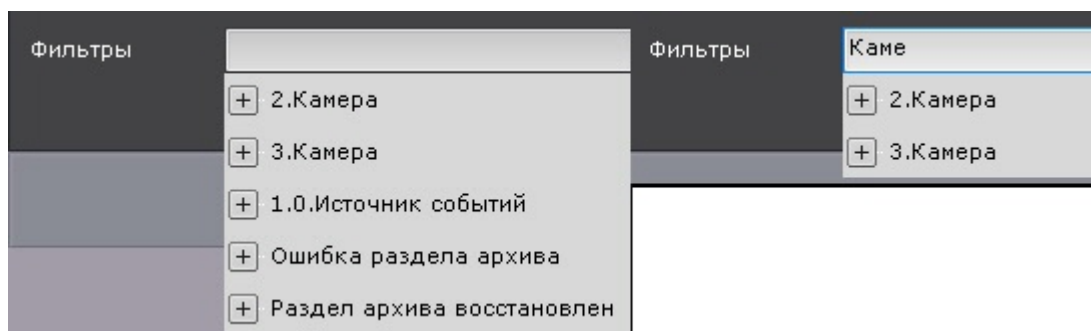 Фильтры
2.Камера
3.Камера
1.0.Источник событий
Ошибка раздела архива
Раздел архива восстановлен
Фильтры
Каме
2.Камера
3.Камера